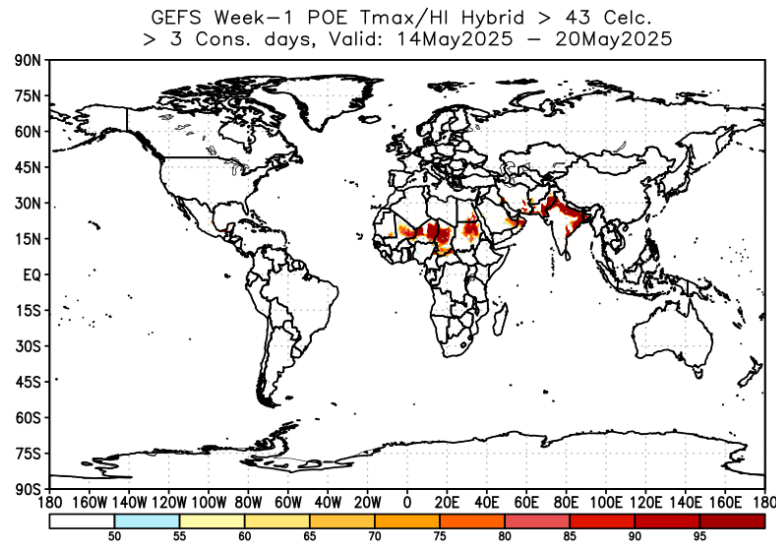 GEFS Week-1 POE Tmax/HI Hybrid > 43 Celc.
> 3 Cons. days, Valid: 14May2025 - 20May2025
90N
75N
60N
45N
30N
15N
EQ
15S
30S
45S
60S
75S
90S
180 160W 140W 120W 100W 80W 60W 40W 20W 0 20E 40E 60E 80E 100E 120E 140E 160E 180
50 55 60 65 70 75 80 85 90 95